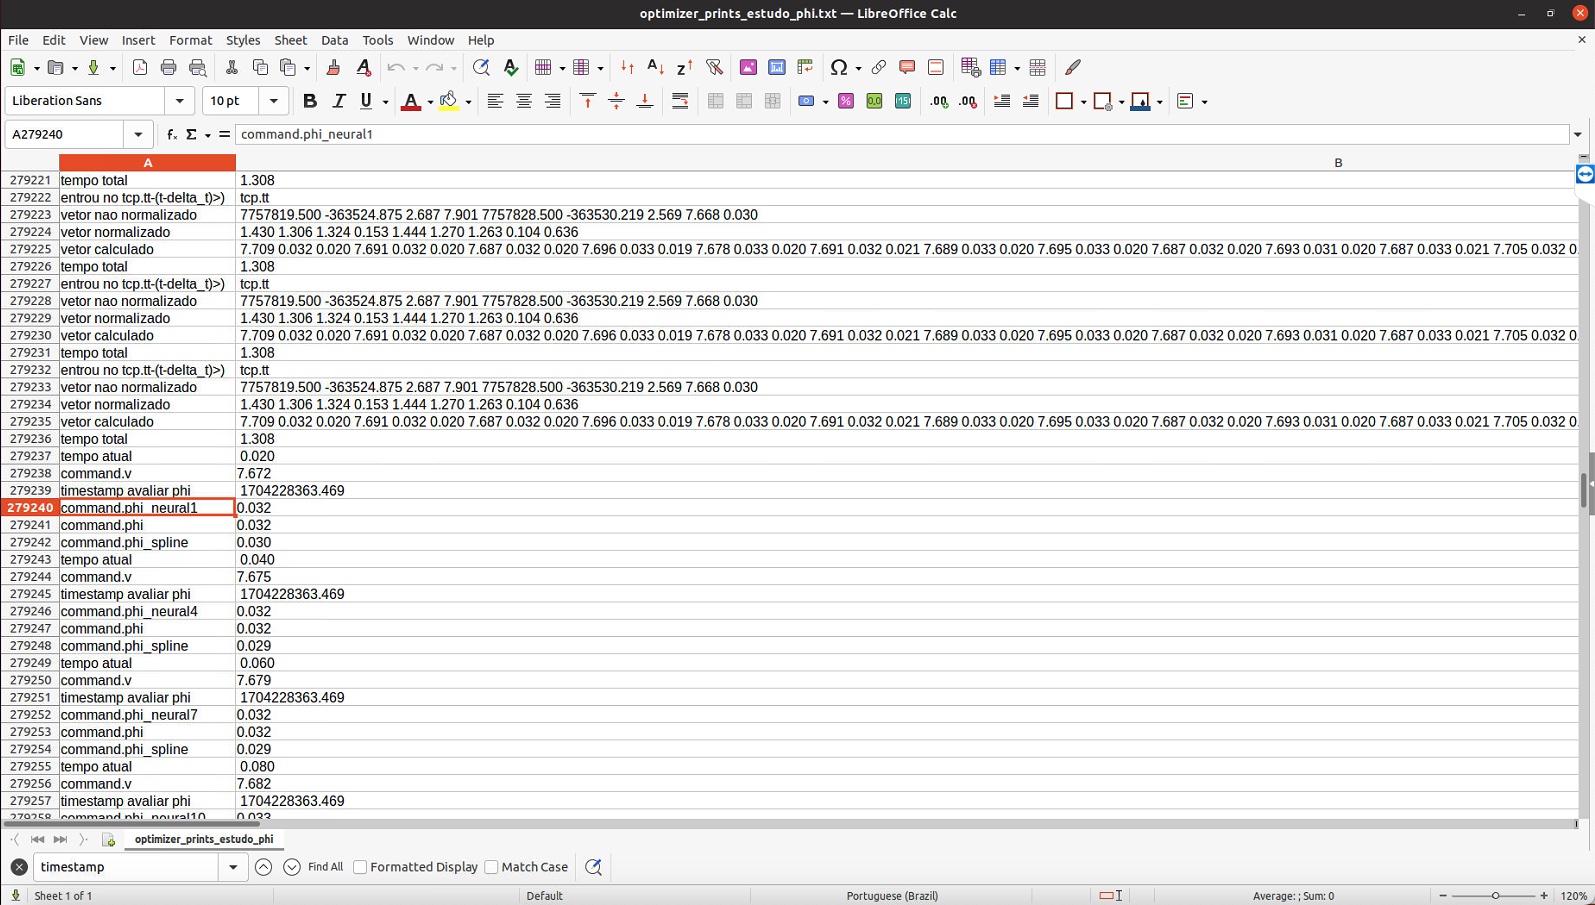 optimizer_prints_estudo_phi.txt — LibreOffice Calc
File Edit View Insert Format Styles Sheet Data Tools Window Help
Liberation Sans 10 pt
A279240 command.phi_neural1
A B
279221 tempo total 1.308
279222 entrou no tcp.tt-(t-delta_t)>) tcp.tt
279223 vetor nao normalizado 7757819.500 -363524.875 2.687 7.901 7757828.500 -363530.219 2.569 7.668 0.030
279224 vetor normalizado 1.430 1.306 1.324 0.153 1.444 1.270 1.263 0.104 0.636
279225 vetor calculado 7.709 0.032 0.020 7.691 0.032 0.020 7.687 0.032 0.020 7.696 0.033 0.019 7.678 0.033 0.020 7.691 0.032 0.021 7.689 0.033 0.020 7.695 0.033 0.020 7.687 0.032 0.020 7.693 0.031 0.020 7.687 0.033 0.021 7.705 0.032 0.
279226 tempo total 1.308
279227 entrou no tcp.tt-(t-delta_t)>) tcp.tt
279228 vetor nao normalizado 7757819.500 -363524.875 2.687 7.901 7757828.500 -363530.219 2.569 7.668 0.030
279229 vetor normalizado 1.430 1.306 1.324 0.153 1.444 1.270 1.263 0.104 0.636
279230 vetor calculado 7.709 0.032 0.020 7.691 0.032 0.020 7.687 0.032 0.020 7.696 0.033 0.019 7.678 0.033 0.020 7.691 0.032 0.021 7.689 0.033 0.020 7.695 0.033 0.020 7.687 0.032 0.020 7.693 0.031 0.020 7.687 0.033 0.021 7.705 0.032 0.
279231 tempo total 1.308
279232 entrou no tcp.tt-(t-delta_t)>) tcp.tt
279233 vetor nao normalizado 7757819.500 -363524.875 2.687 7.901 7757828.500 -363530.219 2.569 7.668 0.030
279234 vetor normalizado 1.430 1.306 1.324 0.153 1.444 1.270 1.263 0.104 0.636
279235 vetor calculado 7.709 0.032 0.020 7.691 0.032 0.020 7.687 0.032 0.020 7.696 0.033 0.019 7.678 0.033 0.020 7.691 0.032 0.021 7.689 0.033 0.020 7.695 0.033 0.020 7.687 0.032 0.020 7.693 0.031 0.020 7.687 0.033 0.021 7.705 0.032 0.
279236 tempo total 1.308
279237 tempo atual 0.020
279238 command.v 7.672
279239 timestamp avaliar phi 1704228363.469
279240 command.phi_neural1 0.032
279241 command.phi 0.032
279242 command.phi_spline 0.030
279243 tempo atual 0.040
279244 command.v 7.675
279245 timestamp avaliar phi 1704228363.469
279246 command.phi_neural4 0.032
279247 command.phi 0.032
279248 command.phi_spline 0.029
279249 tempo atual 0.060
279250 command.v 7.679
279251 timestamp avaliar phi 1704228363.469
279252 command.phi_neural7 0.032
279253 command.phi 0.032
279254 command.phi_spline 0.029
279255 tempo atual 0.080
279256 command.v 7.682
279257 timestamp avaliar phi 1704228363.469
279258 command.phi_neural10 0.033
optimizer_prints_estudo_phi
timestamp Find All Formatted Display Match Case
Sheet 1 of 1 Default Portuguese (Brazil) Average: ; Sum: 0 120%